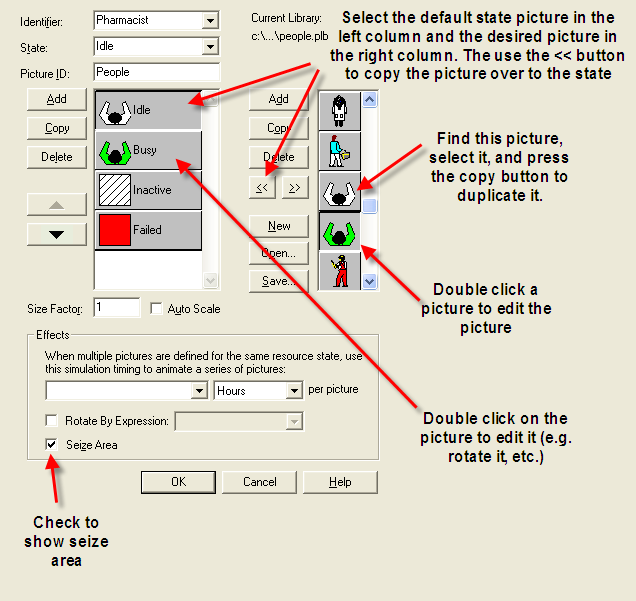 Identifier:
Pharmacist
State:
Idle
Picture ID:
People
Add
Copy
Delete
Idle
Busy
Inactive
Failed
Size Factor:
1
Auto Scale
Current Library:
c:\...\people.plb
Add
Copy
Delete
<<
>>
New
Open...
Save...
Select the default state picture in the
left column and the desired picture in
the right column. The use the << button
to copy the picture over to the state
Find this picture,
select it, and press
the copy button to
duplicate it.
Double click a
picture to edit the
picture
Effects
When multiple pictures are defined for the same resource state, use
this simulation timing to animate a series of pictures:
Hours
per picture
Rotate By Expression:
Seize Area
Double click on the
picture to edit it (e.g.
rotate it, etc.)
OK
Cancel
Help
Check to
show seize
area